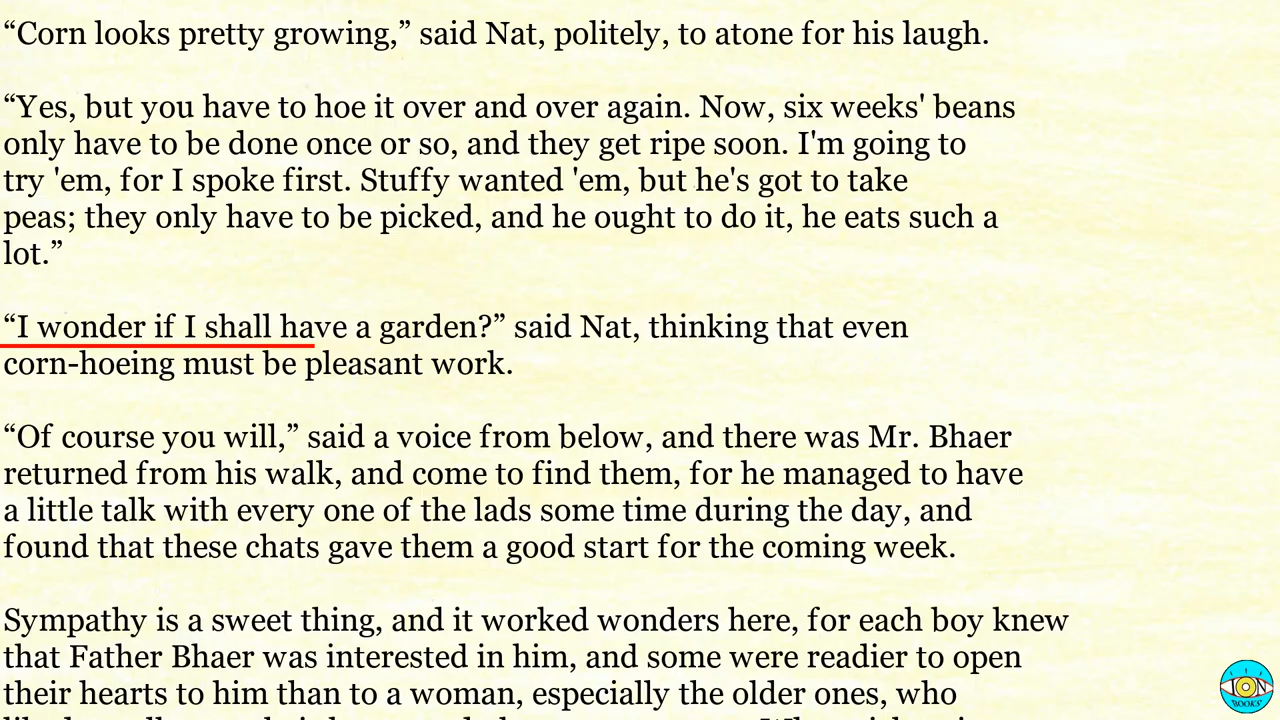 “Corn looks pretty growing,” said Nat, politely, to atone for his laugh.
“Yes, but you have to hoe it over and over again. Now, six weeks' beans
only have to be done once or so, and they get ripe soon. I'm going to
try 'em, for I spoke first. Stuffy wanted 'em, but he's got to take
peas; they only have to be picked, and he ought to do it, he eats such a
lot.”
“I wonder if I shall have a garden?” said Nat, thinking that even
corn-hoeing must be pleasant work.
“Of course you will,” said a voice from below, and there was Mr. Bhaer
returned from his walk, and come to find them, for he managed to have
a little talk with every one of the lads some time during the day, and
found that these chats gave them a good start for the coming week.
Sympathy is a sweet thing, and it worked wonders here, for each boy knew
that Father Bhaer was interested in him, and some were readier to open
their hearts to him than to a woman, especially the older ones, who
ION
BOOKS